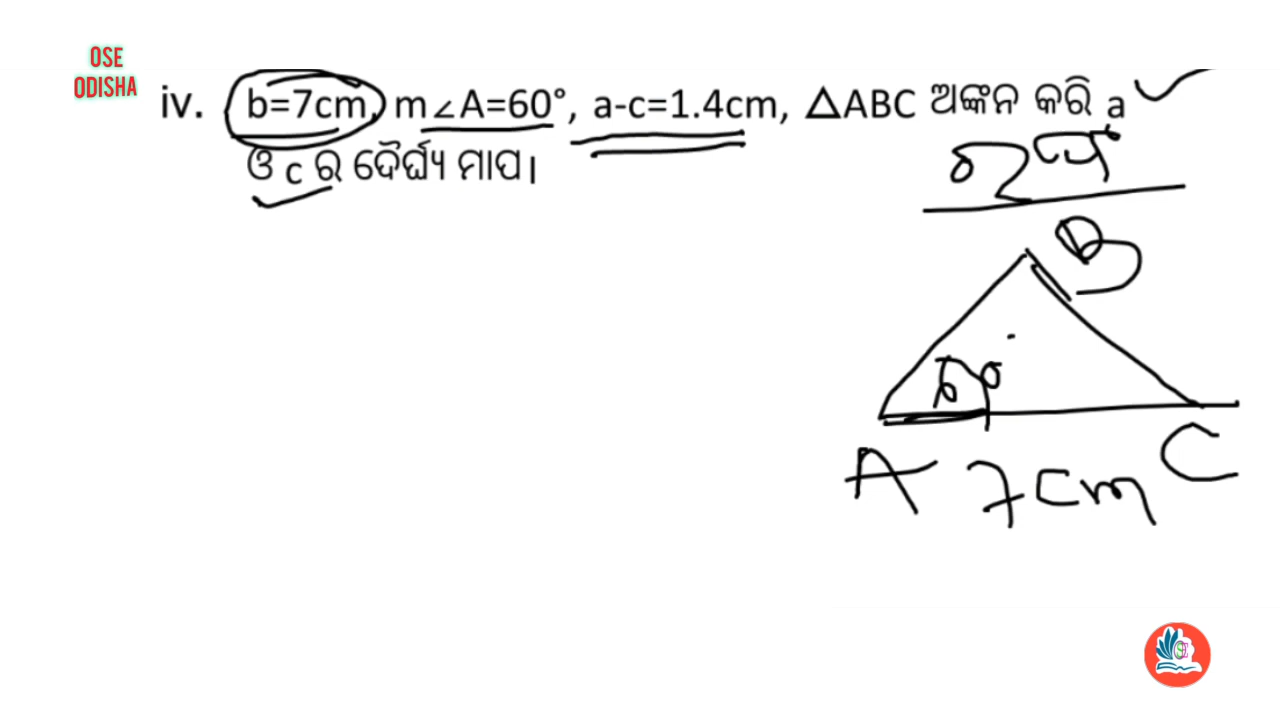 OSE
ODISHA
iv. b=7cm, m∠A=60°, a-c=1.4cm, △ABC ଅଙ୍କନ କରି a
ଓ c ର ଦୈର୍ଘ୍ୟ ମାପ।
B
60°
A 7cm C